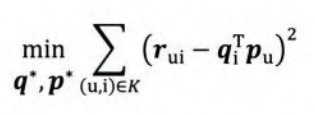 min ∑ (r_ui − q_i^T p_u)^2
q*, p* (u,i)∈K